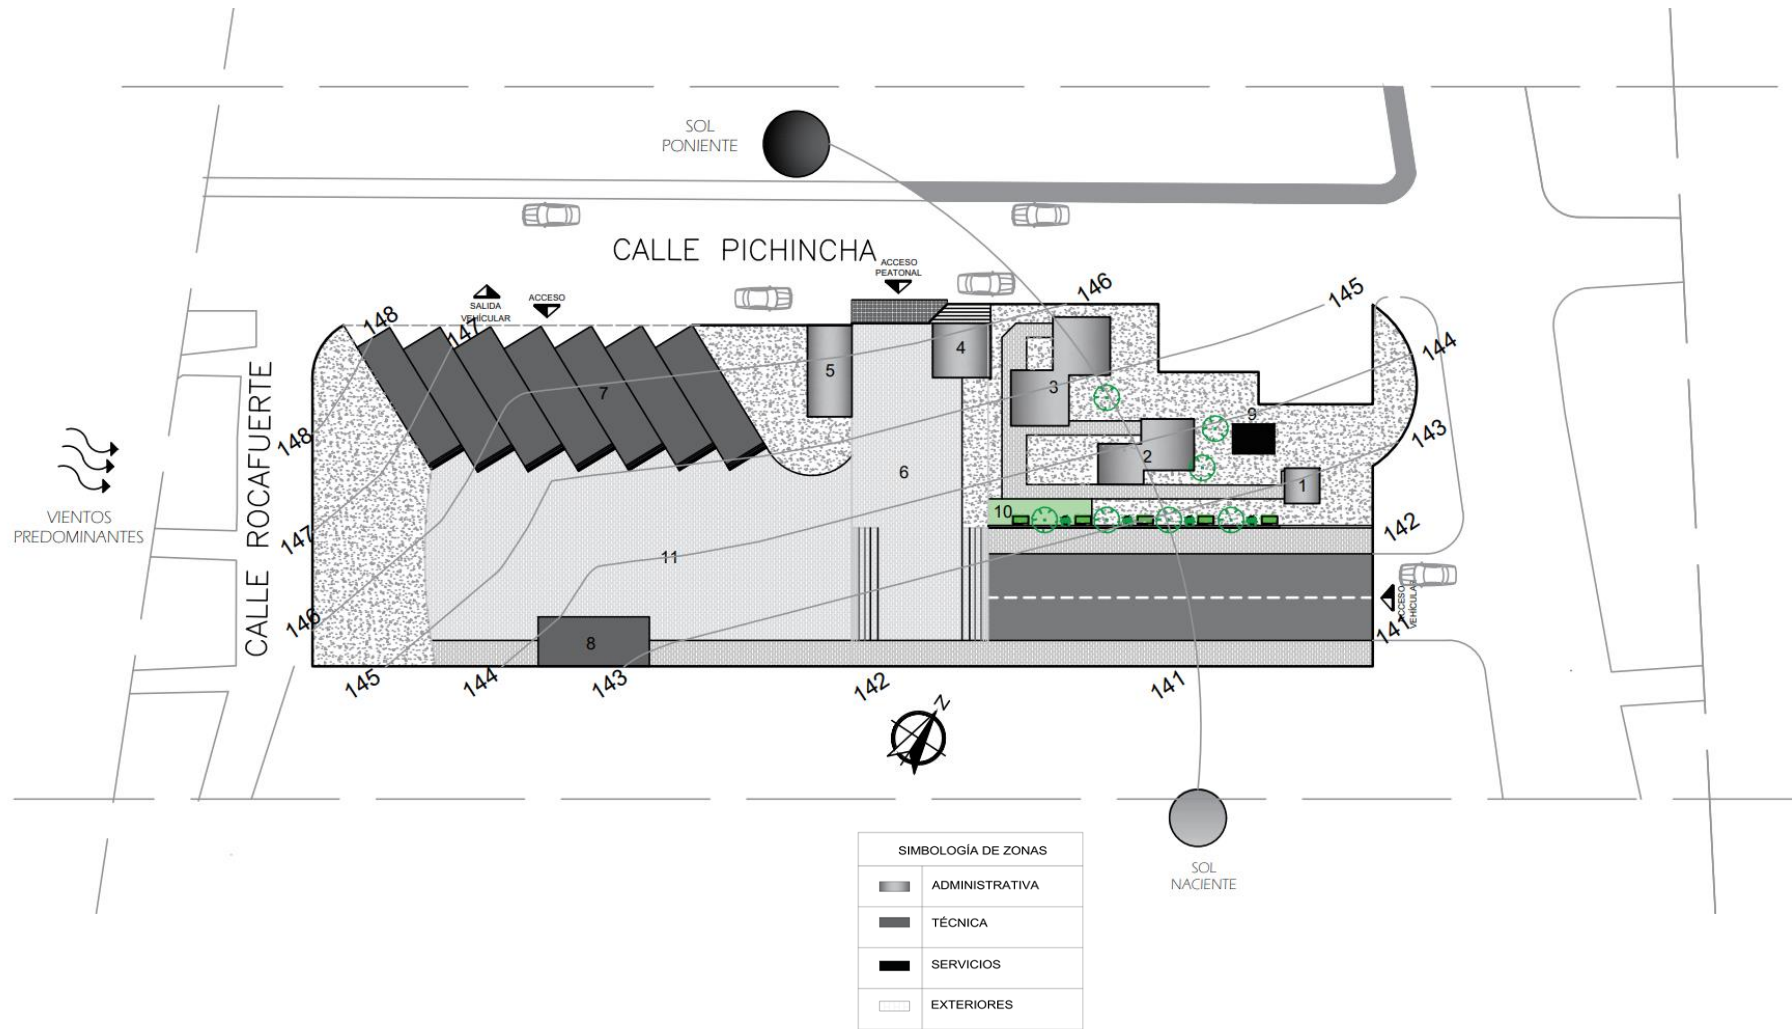 SOL
PONIENTE
CALLE PICHINCHA
ACCESO
PEATONAL
SALIDA
VEHÍCULAR
ACCESO
148
147
146
145
144
143
142
141
148
147
146
145
144
143
142
141
5
4
3
7
9
2
1
6
10
11
8
CALLE ROCAFUERTE
VIENTOS
PREDOMINANTES
ACCESO
VEHÍCULAR
N
SOL
NACIENTE
SIMBOLOGÍA DE ZONAS
ADMINISTRATIVA
TÉCNICA
SERVICIOS
EXTERIORES